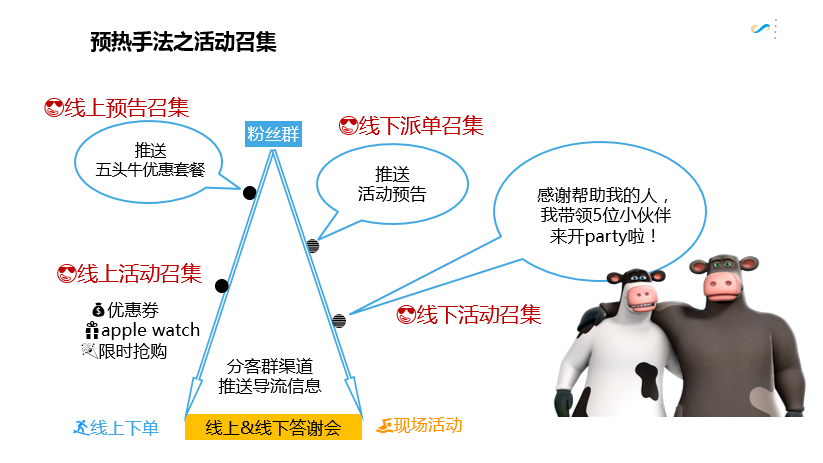 预热手法之活动召集
线上预告召集
推送
五头牛优惠套餐
粉丝群
线下派单召集
推送
活动预告
感谢帮助我的人，
我带领5位小伙伴
来开party啦！
线上活动召集
优惠券
apple watch
限时抢购
线下活动召集
分客群渠道
推送导流信息
线上下单
线上&线下答谢会
现场活动